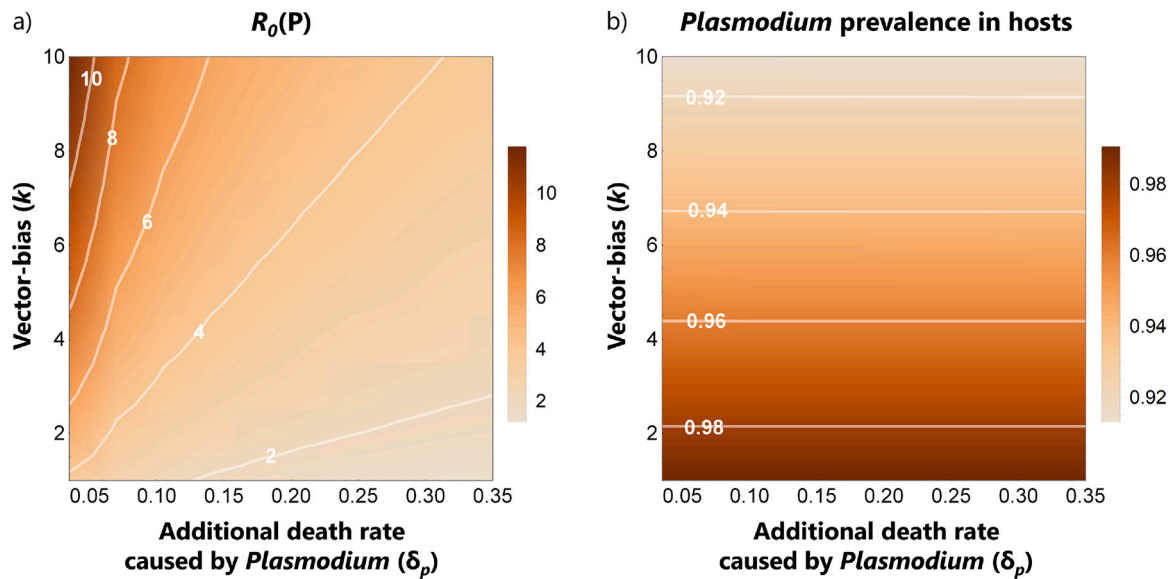 a)
R₀(P)
Vector-bias (k)
10
8
6
4
2
10
8
6
4
2
0.05 0.10 0.15 0.20 0.25 0.30 0.35
Additional death rate
caused by Plasmodium (δₚ)
10
8
6
4
2
b)
Plasmodium prevalence in hosts
Vector-bias (k)
10
8
6
4
2
0.92
0.94
0.96
0.98
0.05 0.10 0.15 0.20 0.25 0.30 0.35
Additional death rate
caused by Plasmodium (δₚ)
0.98
0.96
0.94
0.92